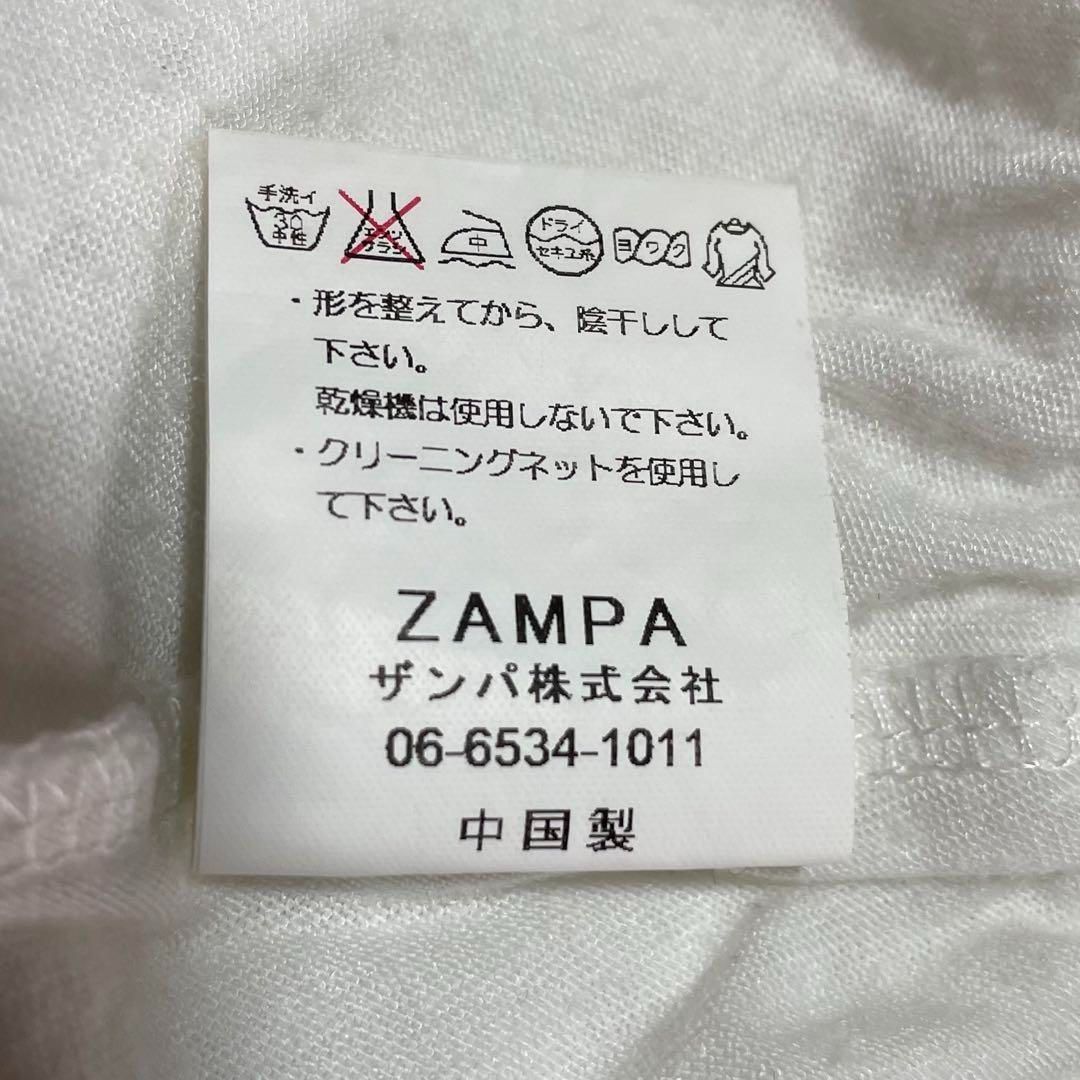 手洗イ
30
中性
エンソ
サラシ
中
ドライ
セキユ系
ヨワク
・形を整えてから、陰干しして
下さい。
乾燥機は使用しないで下さい。
・クリーニングネットを使用し
て下さい。
ZAMPA
ザンパ株式会社
06-6534-1011
中国製